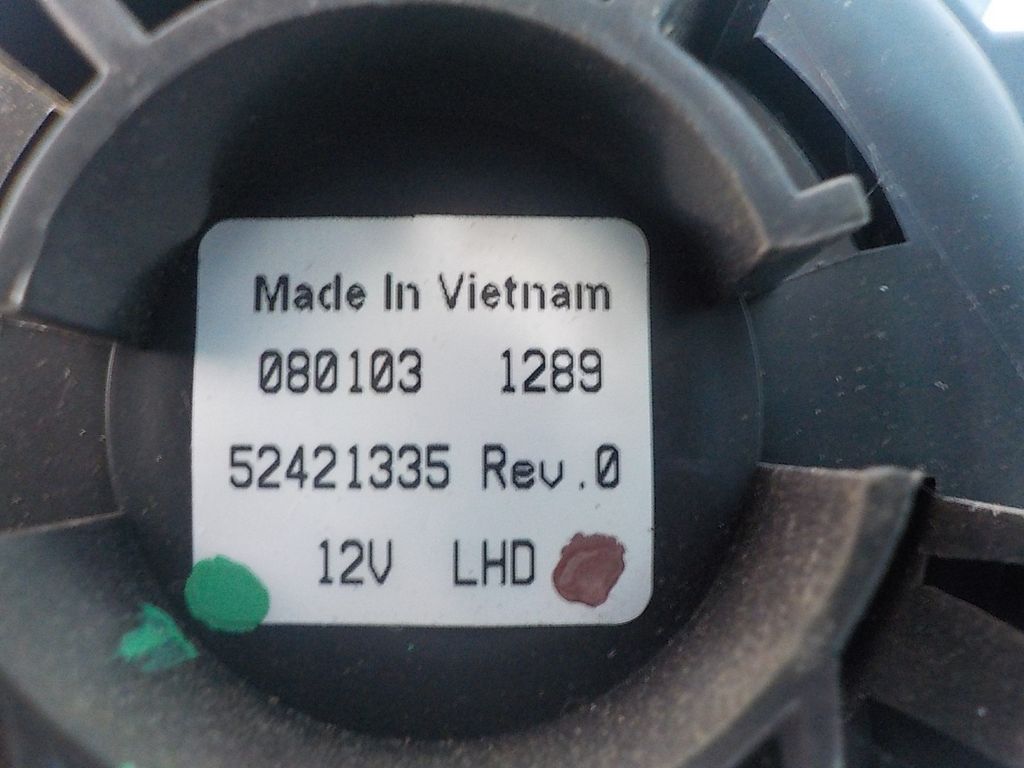 Made In Vietnam
080103 1289
52421335 Rev.0
12V LHD